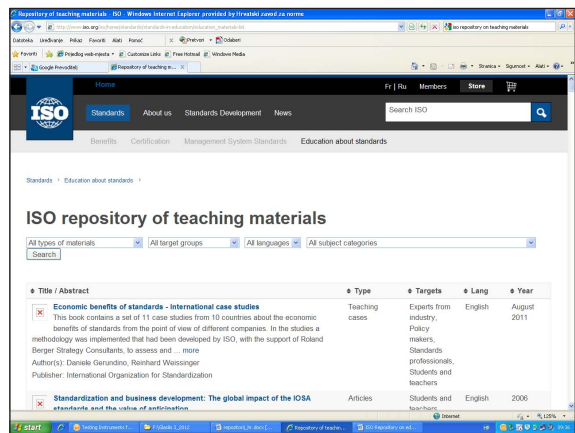 Repository of teaching materials - ISO - Windows Internet Explorer provided by Hrvatski zavod za norme
iso repository on teaching materials
Datoteka Uređivanje Prikaz Favoriti Alati Pomoć x Pretvori Odaberi
Favoriti Prijedlog web-mjesta Customize Links Free Hotmail Windows Media
Google Prevoditelj Repository of teaching m... X Stranica Sigurnost Alati
Home Fr | Ru Members Store
ISO Standards About us Standards Development News Search ISO
Benefits Certification Management System Standards Education about standards
Standards Education about standards
ISO repository of teaching materials
All types of materials All target groups All languages All subject categories
Search
Title / Abstract Type Targets Lang Year
Economic benefits of standards - International case studies Teaching Experts from English August
This book contains a set of 11 case studies from 10 countries about the economic cases industry, 2011
benefits of standards from the point of view of different companies. In the studies a Policy
methodology was implemented that had been developed by ISO, with the support of Roland makers,
Berger Strategy Consultants, to assess and ... more Standards
Author(s): Daniele Gerundino, Reinhard Weissinger professionals,
Publisher: International Organization for Standardization Students and
teachers
Standardization and business development: The global impact of the IOSA Articles Students and English 2006
standards and the value of anticipation teachers
Internet 125%
start Testing Instruments f... F:\Glasilo 3_2012 repozitorij_hr.docx [... Repository of teachin... ISO Repository on ed... HR 09:36